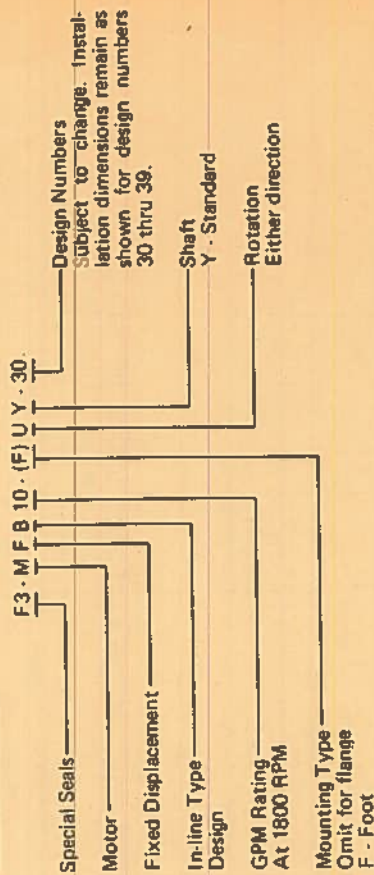 F3 - M F B 10 - (F) U Y - 30
Special Seals
Motor
Fixed Displacement
In-line Type
Design
GPM Rating
At 1800 RPM
Mounting Type
Omit for flange
F - Foot
Design Numbers
Subject to change. Instal-
lation dimensions remain as
shown for design numbers
30 thru 39.
Shaft
Y - Standard
Rotation
Either direction